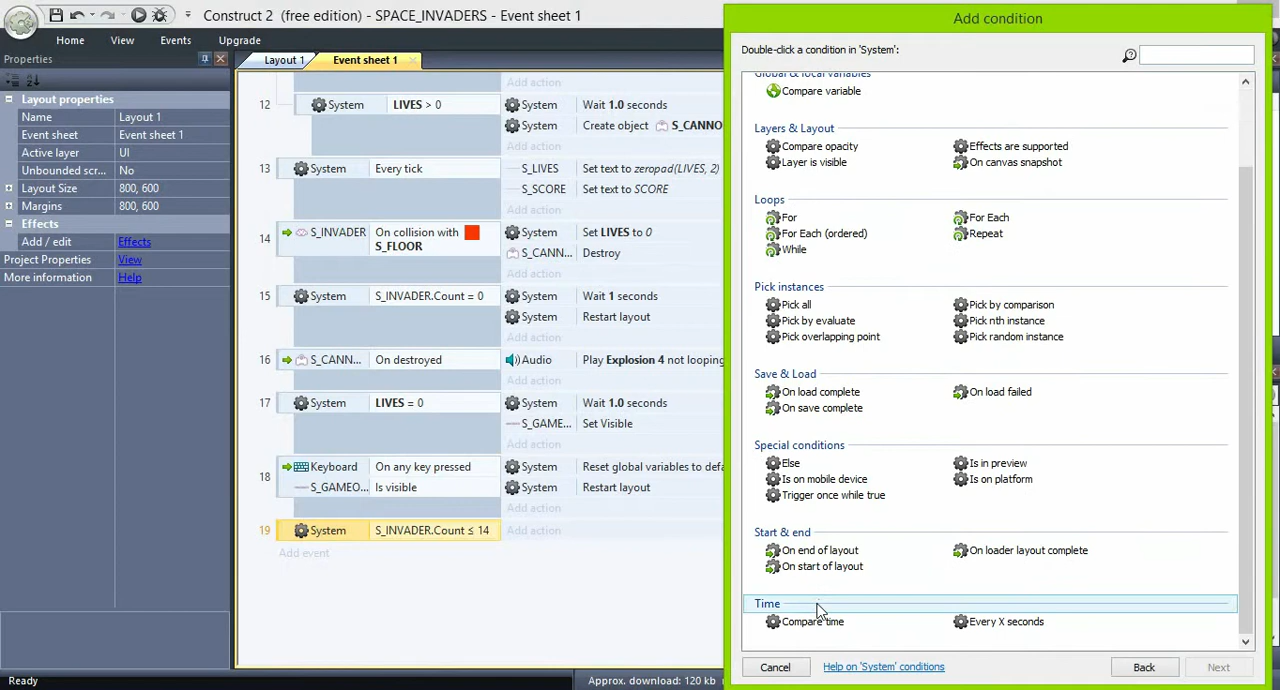 Construct 2 (free edition) - SPACE_INVADERS - Event sheet 1
Home View Events Upgrade
Properties
Layout properties
Name Layout 1
Event sheet Event sheet 1
Active layer UI
Unbounded scr... No
Layout Size 800, 600
Margins 800, 600
Effects
Add / edit Effects
Project Properties View
More information Help
Layout 1 Event sheet 1
Add action
12 System LIVES > 0 System Wait 1.0 seconds
System Create object S_CANNO
Add action
13 System Every tick S_LIVES Set text to zeropad(LIVES, 2)
S_SCORE Set text to SCORE
Add action
14 S_INVADER On collision with S_FLOOR System Set LIVES to 0
S_CANN... Destroy
Add action
15 System S_INVADER.Count = 0 System Wait 1 seconds
System Restart layout
Add action
16 S_CANN... On destroyed Audio Play Explosion 4 not looping
Add action
17 System LIVES = 0 System Wait 1.0 seconds
S_GAME... Set Visible
Add action
18 Keyboard On any key pressed System Reset global variables to defa
S_GAMEO... Is visible System Restart layout
Add action
19 System S_INVADER.Count ≤ 14 Add action
Add event
Ready
Approx. download: 120 kb
Add condition
Double-click a condition in 'System':
Global & local variables
Compare variable
Layers & Layout
Compare opacity Effects are supported
Layer is visible On canvas snapshot
Loops
For For Each
For Each (ordered) Repeat
While
Pick instances
Pick all Pick by comparison
Pick by evaluate Pick nth instance
Pick overlapping point Pick random instance
Save & Load
On load complete On load failed
On save complete
Special conditions
Else Is in preview
Is on mobile device Is on platform
Trigger once while true
Start & end
On end of layout On loader layout complete
On start of layout
Time
Compare time Every X seconds
Cancel Help on 'System' conditions Back Next